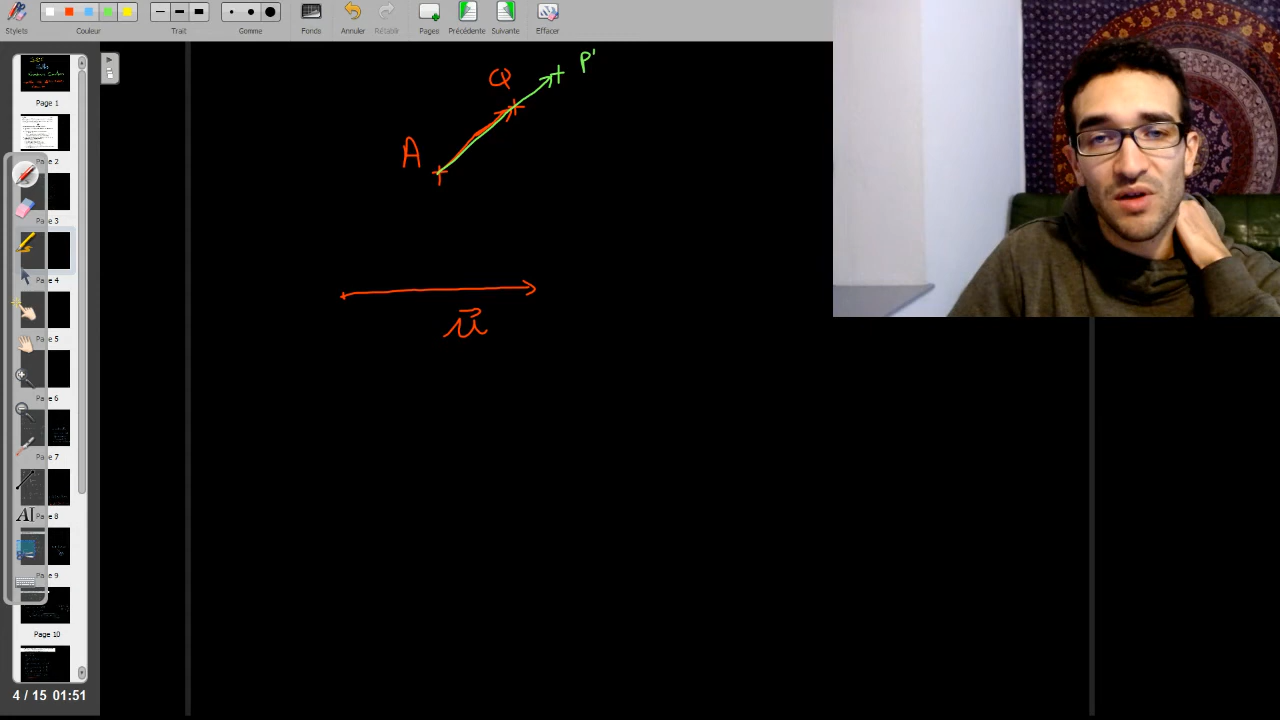 Stylets Couleur Trait Gomme Fonds Annuler Rétablir Pages Précédente Suivante Effacer
Page 1
Page 2
Page 3
Page 4
Page 5
Page 6
Page 7
Page 8
Page 9
Page 10
4 / 15 01:51
AI
P'
Q
A
u⃗